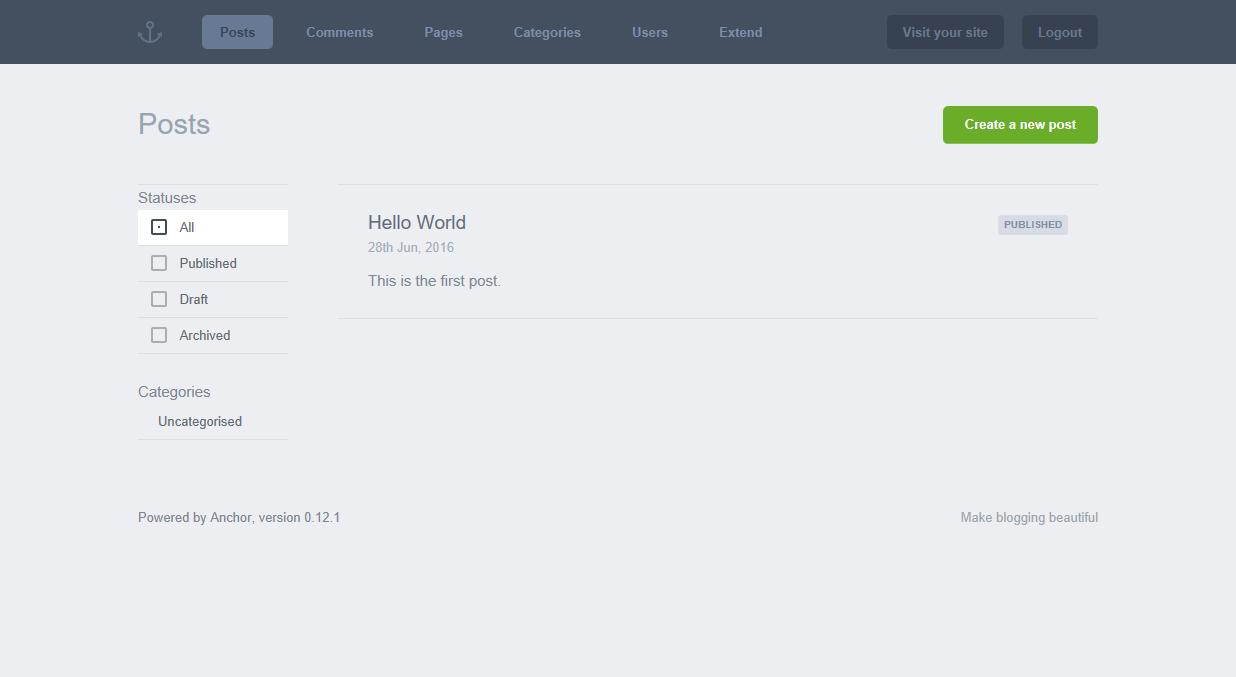 Posts
Comments
Pages
Categories
Users
Extend
Visit your site
Logout
Posts
Create a new post
Statuses
All
Published
Draft
Archived
Categories
Uncategorised
Hello World
PUBLISHED
28th Jun, 2016
This is the first post.
Powered by Anchor, version 0.12.1
Make blogging beautiful